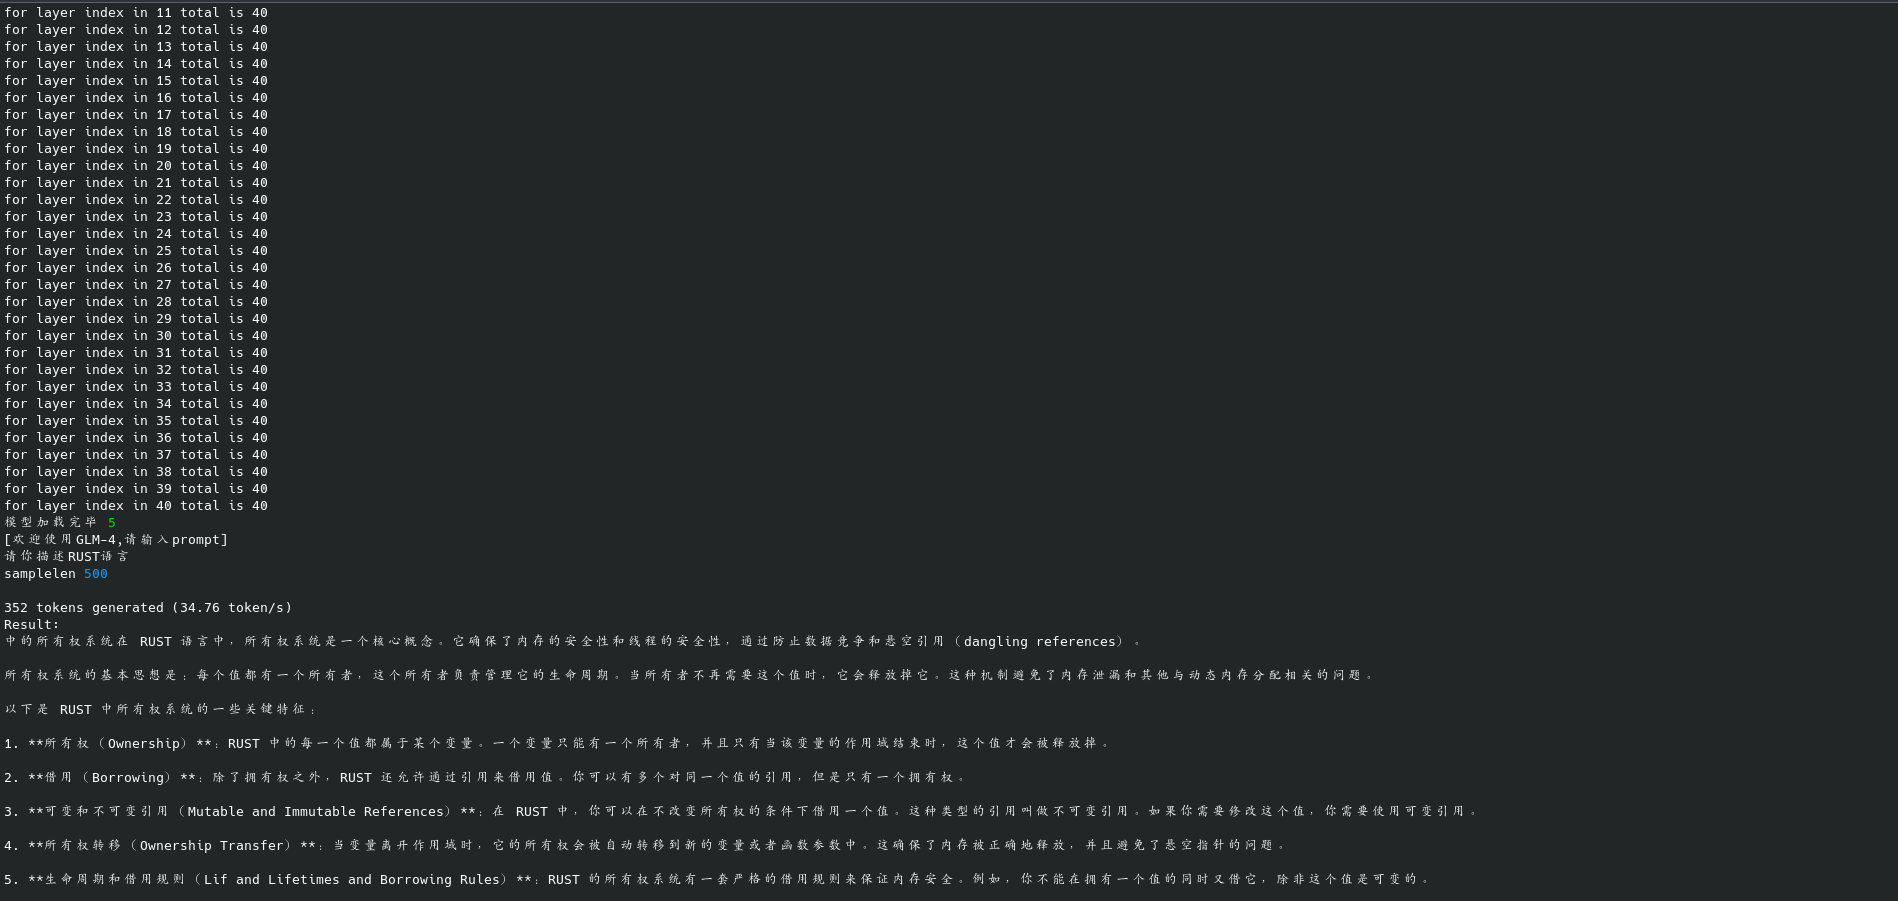 for layer index in 11 total is 40
for layer index in 12 total is 40
for layer index in 13 total is 40
for layer index in 14 total is 40
for layer index in 15 total is 40
for layer index in 16 total is 40
for layer index in 17 total is 40
for layer index in 18 total is 40
for layer index in 19 total is 40
for layer index in 20 total is 40
for layer index in 21 total is 40
for layer index in 22 total is 40
for layer index in 23 total is 40
for layer index in 24 total is 40
for layer index in 25 total is 40
for layer index in 26 total is 40
for layer index in 27 total is 40
for layer index in 28 total is 40
for layer index in 29 total is 40
for layer index in 30 total is 40
for layer index in 31 total is 40
for layer index in 32 total is 40
for layer index in 33 total is 40
for layer index in 34 total is 40
for layer index in 35 total is 40
for layer index in 36 total is 40
for layer index in 37 total is 40
for layer index in 38 total is 40
for layer index in 39 total is 40
for layer index in 40 total is 40
模型加载完毕 5
[欢迎使用GLM-4,请输入prompt]
请你描述RUST语言
samplelen 500
352 tokens generated (34.76 token/s)
Result:
中的所有权系统在 RUST 语言中，所有权系统是一个核心概念。它确保了内存的安全性和线程的安全性，通过防止数据竞争和悬空引用（dangling references）。
所有权系统的基本思想是：每个值都有一个所有者，这个所有者负责管理它的生命周期。当所有者不再需要这个值时，它会释放掉它。这种机制避免了内存泄漏和其他与动态内存分配相关的问题。
以下是 RUST 中所有权系统的一些关键特征：
1. **所有权（Ownership）**：RUST 中的每一个值都属于某个变量。一个变量只能有一个所有者，并且只有当该变量的作用域结束时，这个值才会被释放掉。
2. **借用（Borrowing）**：除了拥有权之外，RUST 还允许通过引用来借用值。你可以有多个对同一个值的引用，但是只有一个拥有权。
3. **可变和不可变引用（Mutable and Immutable References）**：在 RUST 中，你可以在不改变所有权的条件下借用一个值。这种类型的引用叫做不可变引用。如果你需要修改这个值，你需要使用可变引用。
4. **所有权转移（Ownership Transfer）**：当变量离开作用域时，它的所有权会被自动转移到新的变量或者函数参数中。这确保了内存被正确地释放，并且避免了悬空指针的问题。
5. **生命周期和借用规则（Lif and Lifetimes and Borrowing Rules）**：RUST 的所有权系统有一套严格的借用规则来保证内存安全。例如，你不能在拥有一个值的同时又借它，除非这个值是可变的。